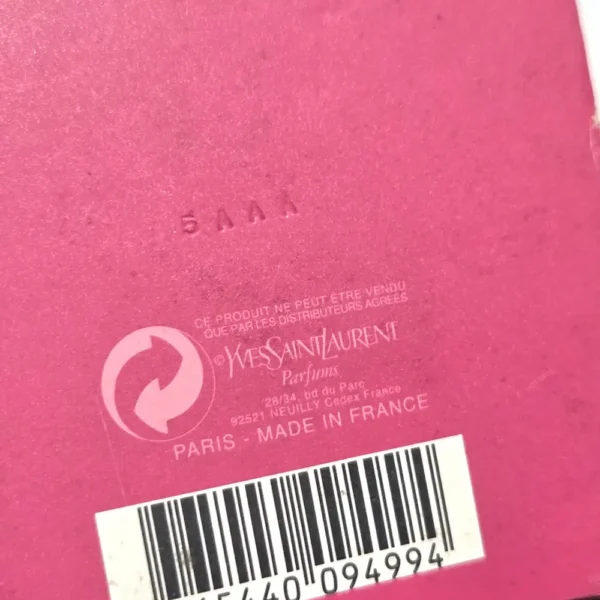 5AAA
CE PRODUIT NE PEUT ÊTRE VENDU
QUE PAR LES DISTRIBUTEURS AGRÉÉS
©YVESSAINTLAURENT
Parfums
28/34, bd du Parc
92521 NEUILLY Cedex France
PARIS - MADE IN FRANCE
5440 094994